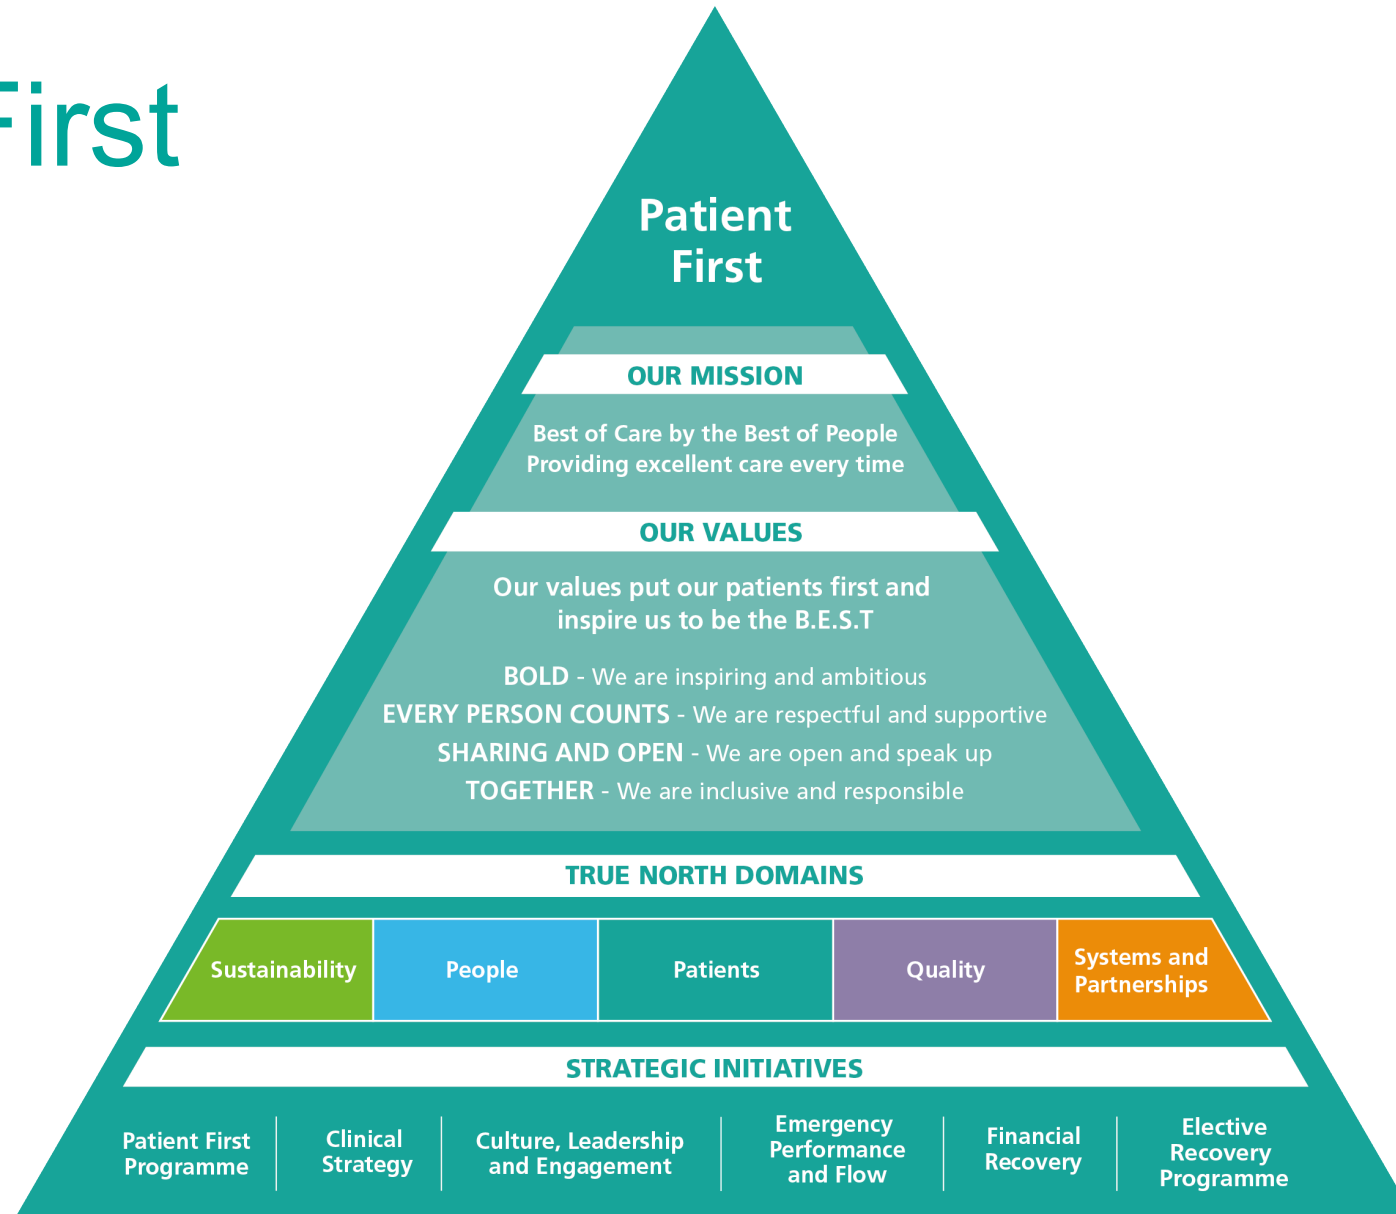 First
Patient
First
OUR MISSION
Best of Care by the Best of People
Providing excellent care every time
OUR VALUES
Our values put our patients first and
inspire us to be the B.E.S.T
BOLD - We are inspiring and ambitious
EVERY PERSON COUNTS - We are respectful and supportive
SHARING AND OPEN - We are open and speak up
TOGETHER - We are inclusive and responsible
TRUE NORTH DOMAINS
Sustainability
People
Patients
Quality
Systems and
Partnerships
STRATEGIC INITIATIVES
Patient First
Programme
Clinical
Strategy
Culture, Leadership
and Engagement
Emergency
Performance
and Flow
Financial
Recovery
Elective
Recovery
Programme